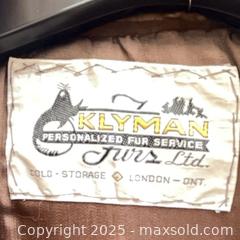 KLYMAN
PERSONALIZED FUR SERVICE
Furs Ltd.
COLD - STORAGE LONDON - ONT.
Copyright © 2025 - maxsold.com